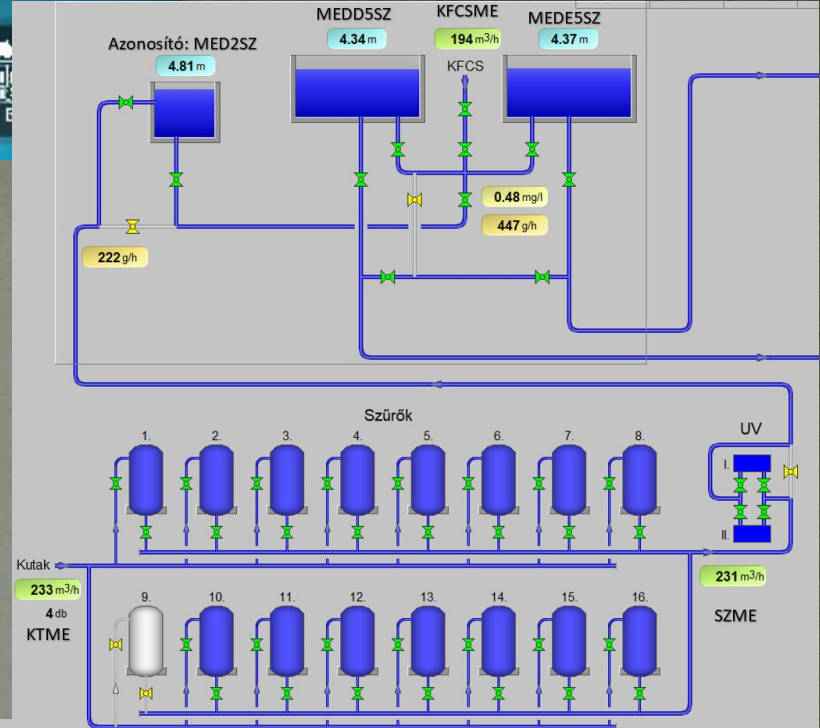 MEDD5SZ
KFCSME
MEDE5SZ
4.34 m
194 m3/h
4.37 m
Azonosító: MED2SZ
4.81 m
KFCS
0.48 mg/l
447 g/h
222 g/h
Szűrők
UV
1.
2.
3.
4.
5.
6.
7.
8.
I.
II.
Kutak
233 m3/h
4 db
KTME
231 m3/h
SZME
9.
10.
11.
12.
13.
14.
15.
16.